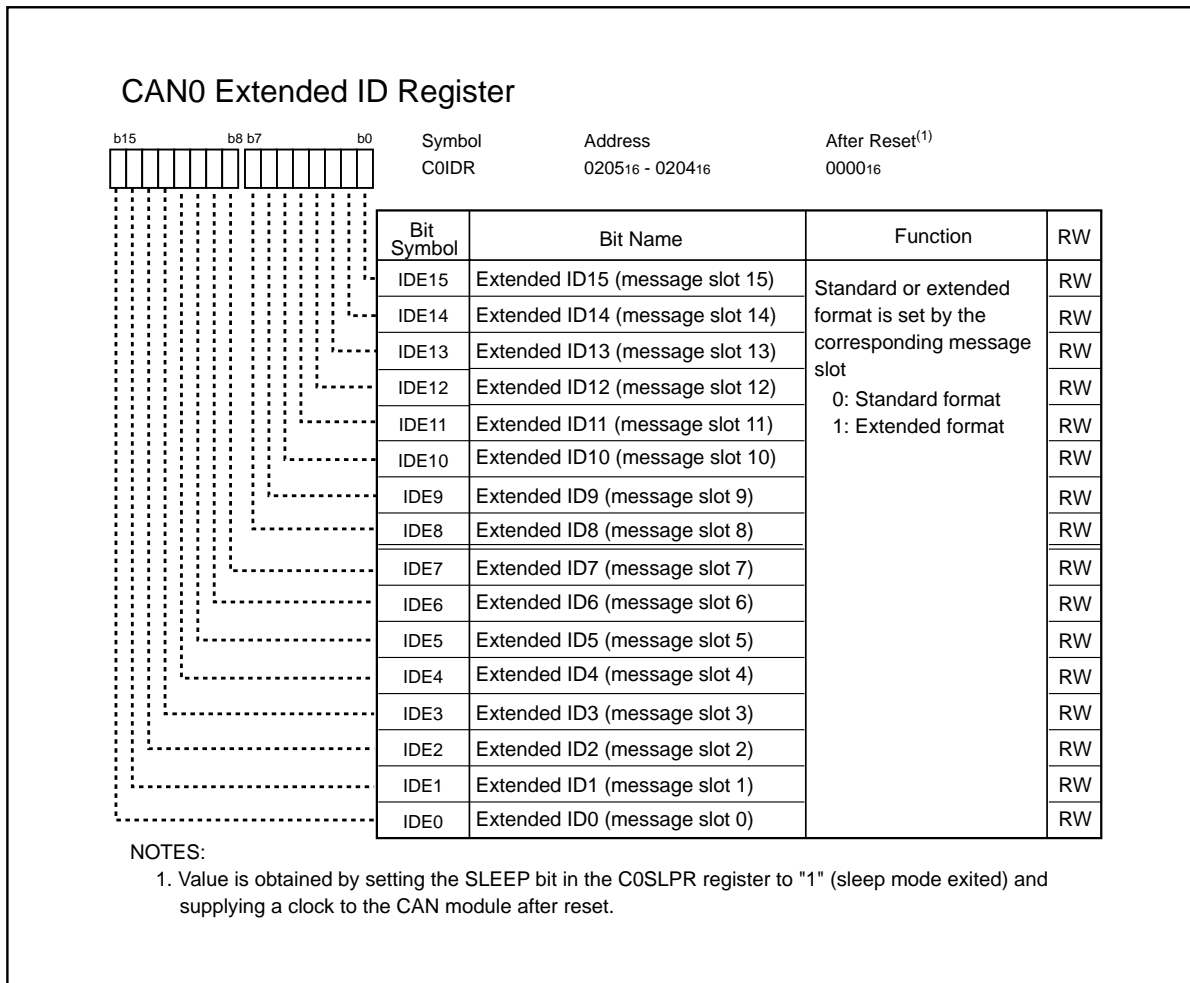 CAN0 Extended ID Register
b15 b8 b7 b0 Symbol Address After Reset(1)
C0IDR 020516 - 020416 000016
Bit Symbol Bit Name Function RW
IDE15 Extended ID15 (message slot 15) RW
IDE14 Extended ID14 (message slot 14) RW
IDE13 Extended ID13 (message slot 13) RW
IDE12 Extended ID12 (message slot 12) RW
IDE11 Extended ID11 (message slot 11) RW
IDE10 Extended ID10 (message slot 10) RW
IDE9 Extended ID9 (message slot 9) RW
IDE8 Extended ID8 (message slot 8) RW
IDE7 Extended ID7 (message slot 7) RW
IDE6 Extended ID6 (message slot 6) RW
IDE5 Extended ID5 (message slot 5) RW
IDE4 Extended ID4 (message slot 4) RW
IDE3 Extended ID3 (message slot 3) RW
IDE2 Extended ID2 (message slot 2) RW
IDE1 Extended ID1 (message slot 1) RW
IDE0 Extended ID0 (message slot 0) RW
Standard or extended
format is set by the
corresponding message
slot
0: Standard format
1: Extended format
NOTES:
1. Value is obtained by setting the SLEEP bit in the C0SLPR register to "1" (sleep mode exited) and
supplying a clock to the CAN module after reset.